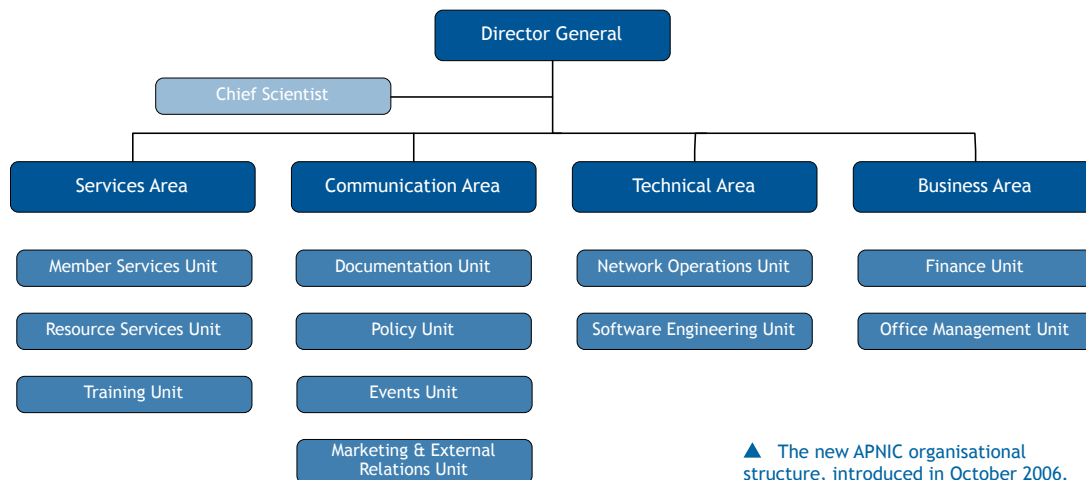 Director General
Chief Scientist
Services Area
Communication Area
Technical Area
Business Area
Member Services Unit
Documentation Unit
Network Operations Unit
Finance Unit
Resource Services Unit
Policy Unit
Software Engineering Unit
Office Management Unit
Training Unit
Events Unit
Marketing & External
Relations Unit
▲ The new APNIC organisational
structure, introduced in October 2006.